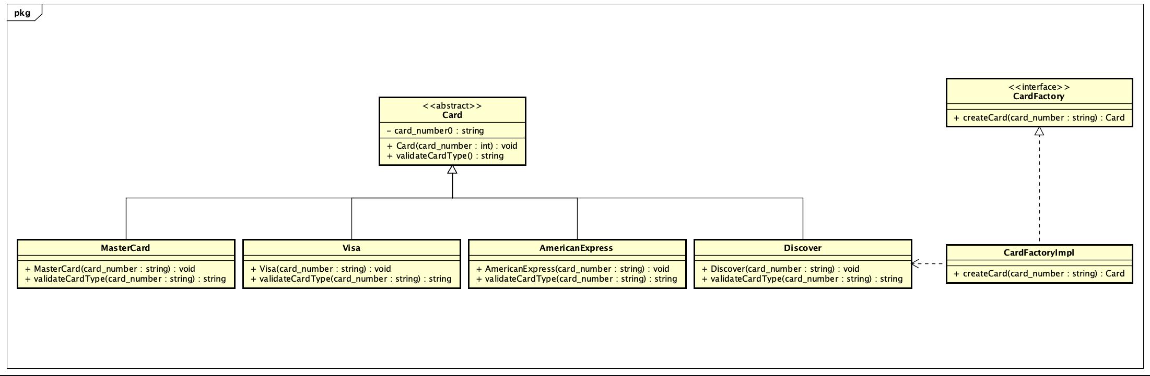 pkg
<<abstract>>
Card
- card_number0 : string
+ Card(card_number : int) : void
+ validateCardType() : string
<<interface>>
CardFactory
+ createCard(card_number : string) : Card
MasterCard
+ MasterCard(card_number : string) : void
+ validateCardType(card_number : string) : string
Visa
+ Visa(card_number : string) : void
+ validateCardType(card_number : string) : string
AmericanExpress
+ AmericanExpress(card_number : string) : void
+ validateCardType(card_number : string) : string
Discover
+ Discover(card_number : string) : void
+ validateCardType(card_number : string) : string
CardFactoryImpl
+ createCard(card_number : string) : Card